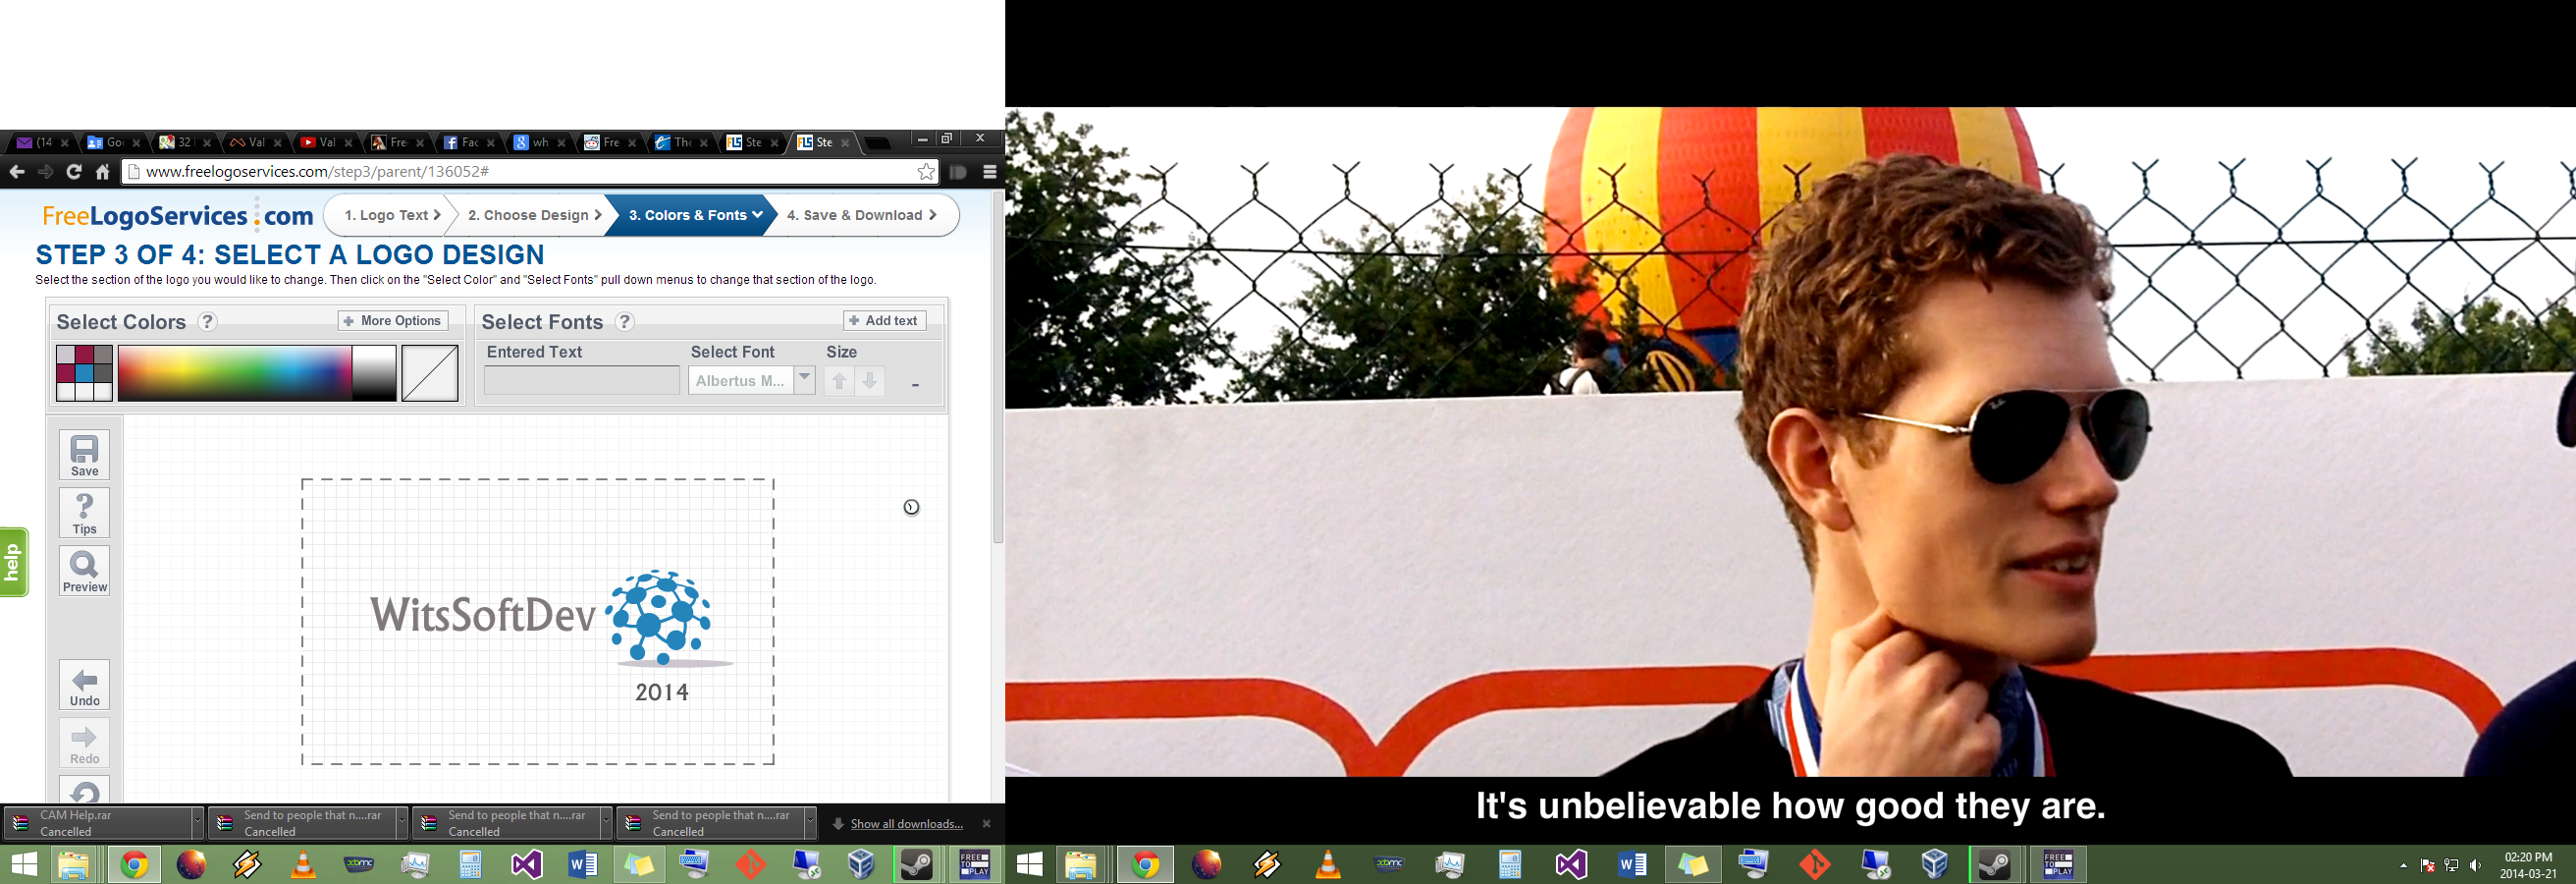 (14
Go
32
Val
Val
Fre
Fac
wh
Fre
The
Ste
Ste
www.freelogoservices.com/step3/parent/136052#
FreeLogoServices.com
1. Logo Text
2. Choose Design
3. Colors & Fonts
4. Save & Download
STEP 3 OF 4: SELECT A LOGO DESIGN
Select the section of the logo you would like to change. Then click on the "Select Color" and "Select Fonts" pull down menus to change that section of the logo.
Select Colors ?
+ More Options
Select Fonts ?
+ Add text
Entered Text
Select Font
Size
Albertus M...
-
Save
? Tips
Preview
help
Undo
Redo
WitsSoftDev
2014
CAM Help.rar
Cancelled
Send to people that n....rar
Cancelled
Send to people that n....rar
Cancelled
Send to people that n....rar
Cancelled
Show all downloads...
It's unbelievable how good they are.
xbmc
FREE TO PLAY
xbmc
FREE TO PLAY
02:20 PM
2014-03-21